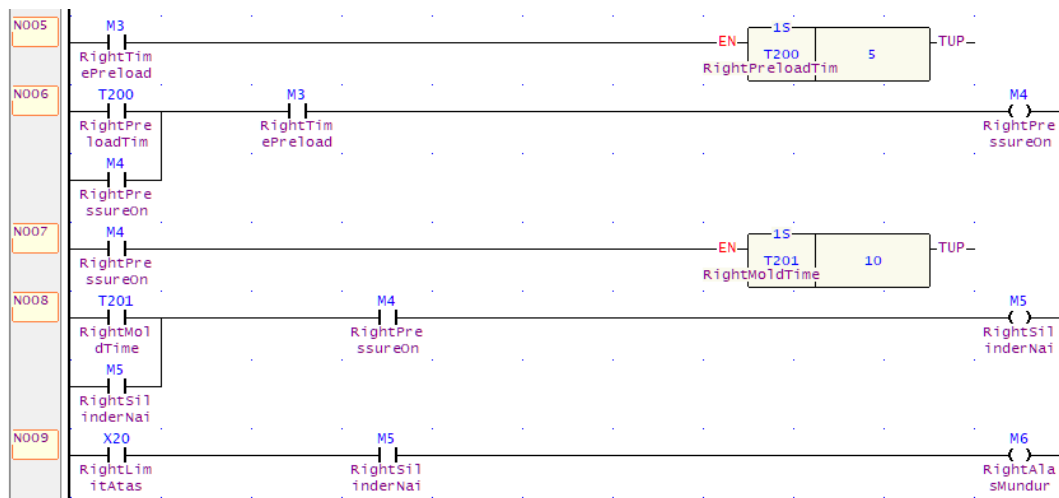 N005
M3
RightTim
ePreload
EN
1S
T200 5
RightPreloadTim
TUP
N006
T200 M3 M4
RightPre RightTim RightPre
loadTim ePreload ssureOn
M4
RightPre
ssureOn
N007
M4
RightPre
ssureOn
EN
1S
T201 10
RightMoldTime
TUP
N008
T201 M4 M5
RightMol RightPre RightSil
dTime ssureOn inderNai
M5
RightSil
inderNai
N009
X20 M5 M6
RightLim RightSil RightAla
itAtas inderNai sMundur